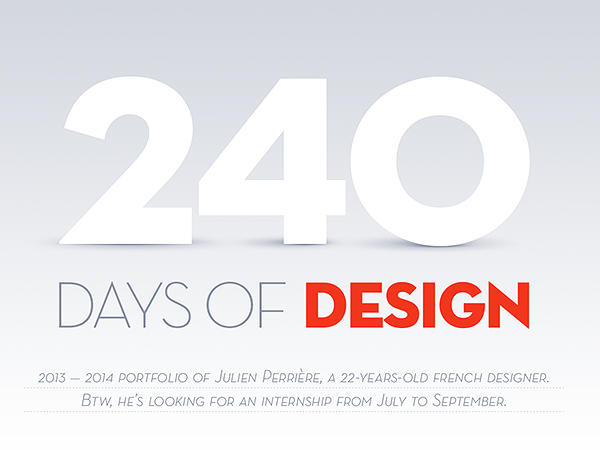 240
DAYS OF DESIGN
2013 – 2014 PORTFOLIO OF JULIEN PERRIÈRE, A 22-YEARS-OLD FRENCH DESIGNER.
BTW, HE'S LOOKING FOR AN INTERNSHIP FROM JULY TO SEPTEMBER.